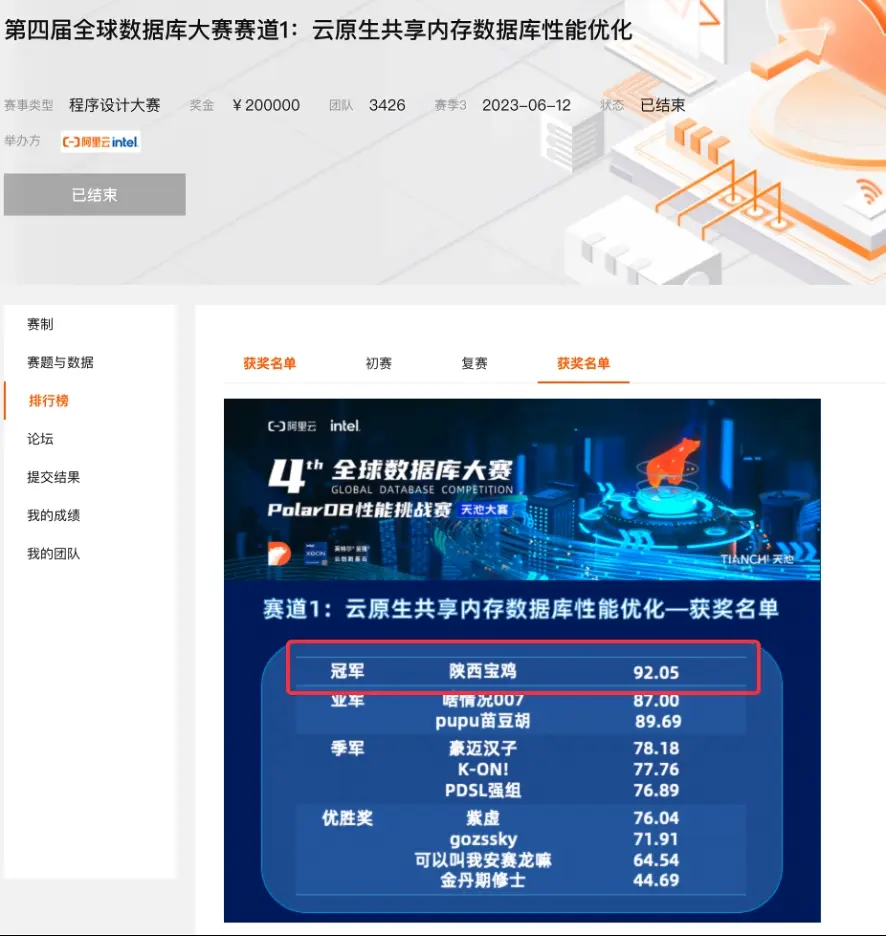 第四届全球数据库大赛赛道1：云原生共享内存数据库性能优化
赛事类型 程序设计大赛 奖金 ￥200000 团队 3426 赛季3 2023-06-12 状态 已结束
举办方 阿里云 intel.
已结束
赛制
赛题与数据
排行榜
论坛
提交结果
我的成绩
我的团队
获奖名单 初赛 复赛 获奖名单
阿里云 intel.
4th 全球数据库大赛
GLOBAL DATABASE COMPETITION
PolarDB性能挑战赛 天池大赛
XEON
TIANCHI 天池
赛道1：云原生共享内存数据库性能优化—获奖名单
冠军 陕西宝鸡 92.05
亚军 啥情况007 87.00
pupu苗豆胡 89.69
季军 豪迈汉子 78.18
K-ON! 77.76
PDSL强组 76.89
优胜奖 紫虚 76.04
gozssky 71.91
可以叫我安赛龙嘛 64.54
金丹期修士 44.69